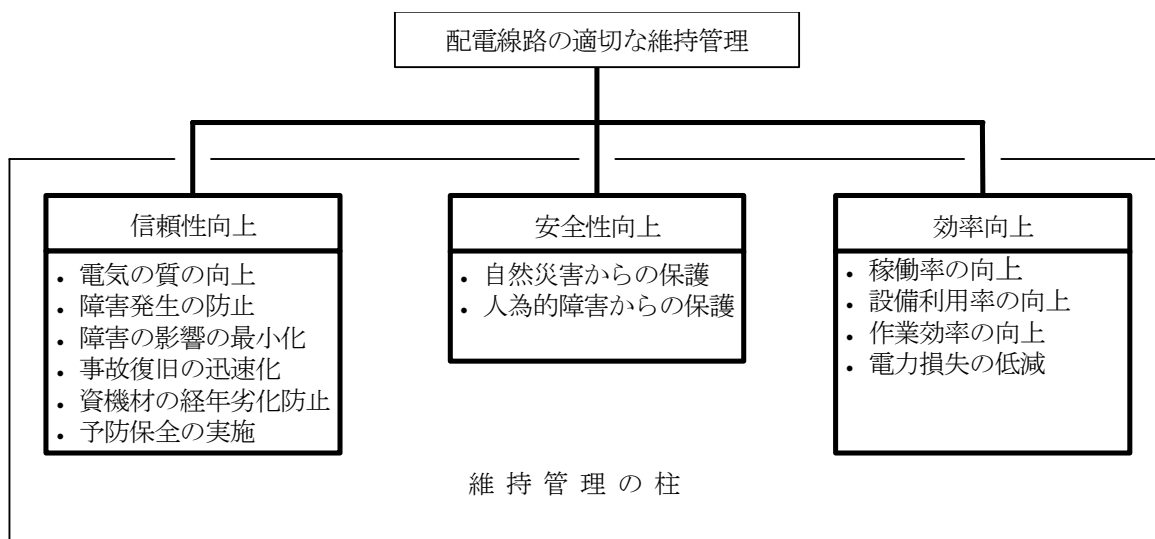 配電線路の適切な維持管理
信頼性向上
・電気の質の向上
・障害発生の防止
・障害の影響の最小化
・事故復旧の迅速化
・資機材の経年劣化防止
・予防保全の実施
安全性向上
・自然災害からの保護
・人為的障害からの保護
効率向上
・稼働率の向上
・設備利用率の向上
・作業効率の向上
・電力損失の低減
維 持 管 理 の 柱